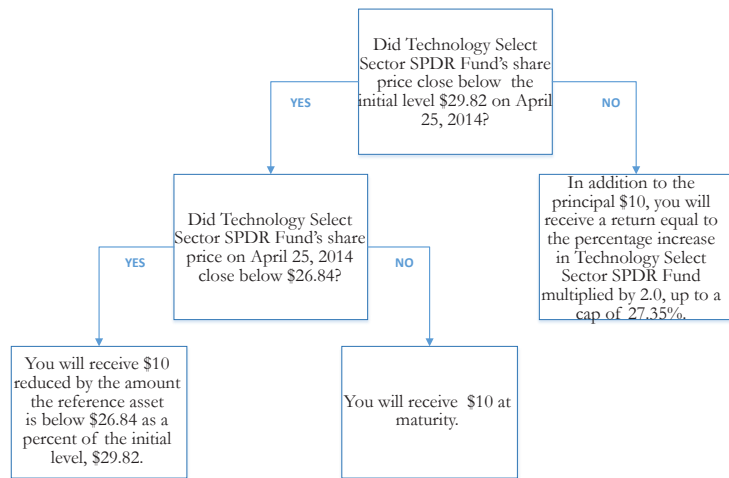 Did Technology Select
Sector SPDR Fund's share
price close below the
initial level $29.82 on April
25, 2014?
YES
NO
Did Technology Select
Sector SPDR Fund's share
price on April 25, 2014
close below $26.84?
In addition to the
principal $10, you will
receive a return equal to
the percentage increase
in Technology Select
Sector SPDR Fund
multiplied by 2.0, up to a
cap of 27.35%.
YES
NO
You will receive $10
reduced by the amount
the reference asset
is below $26.84 as a
percent of the initial
level, $29.82.
You will receive $10 at
maturity.